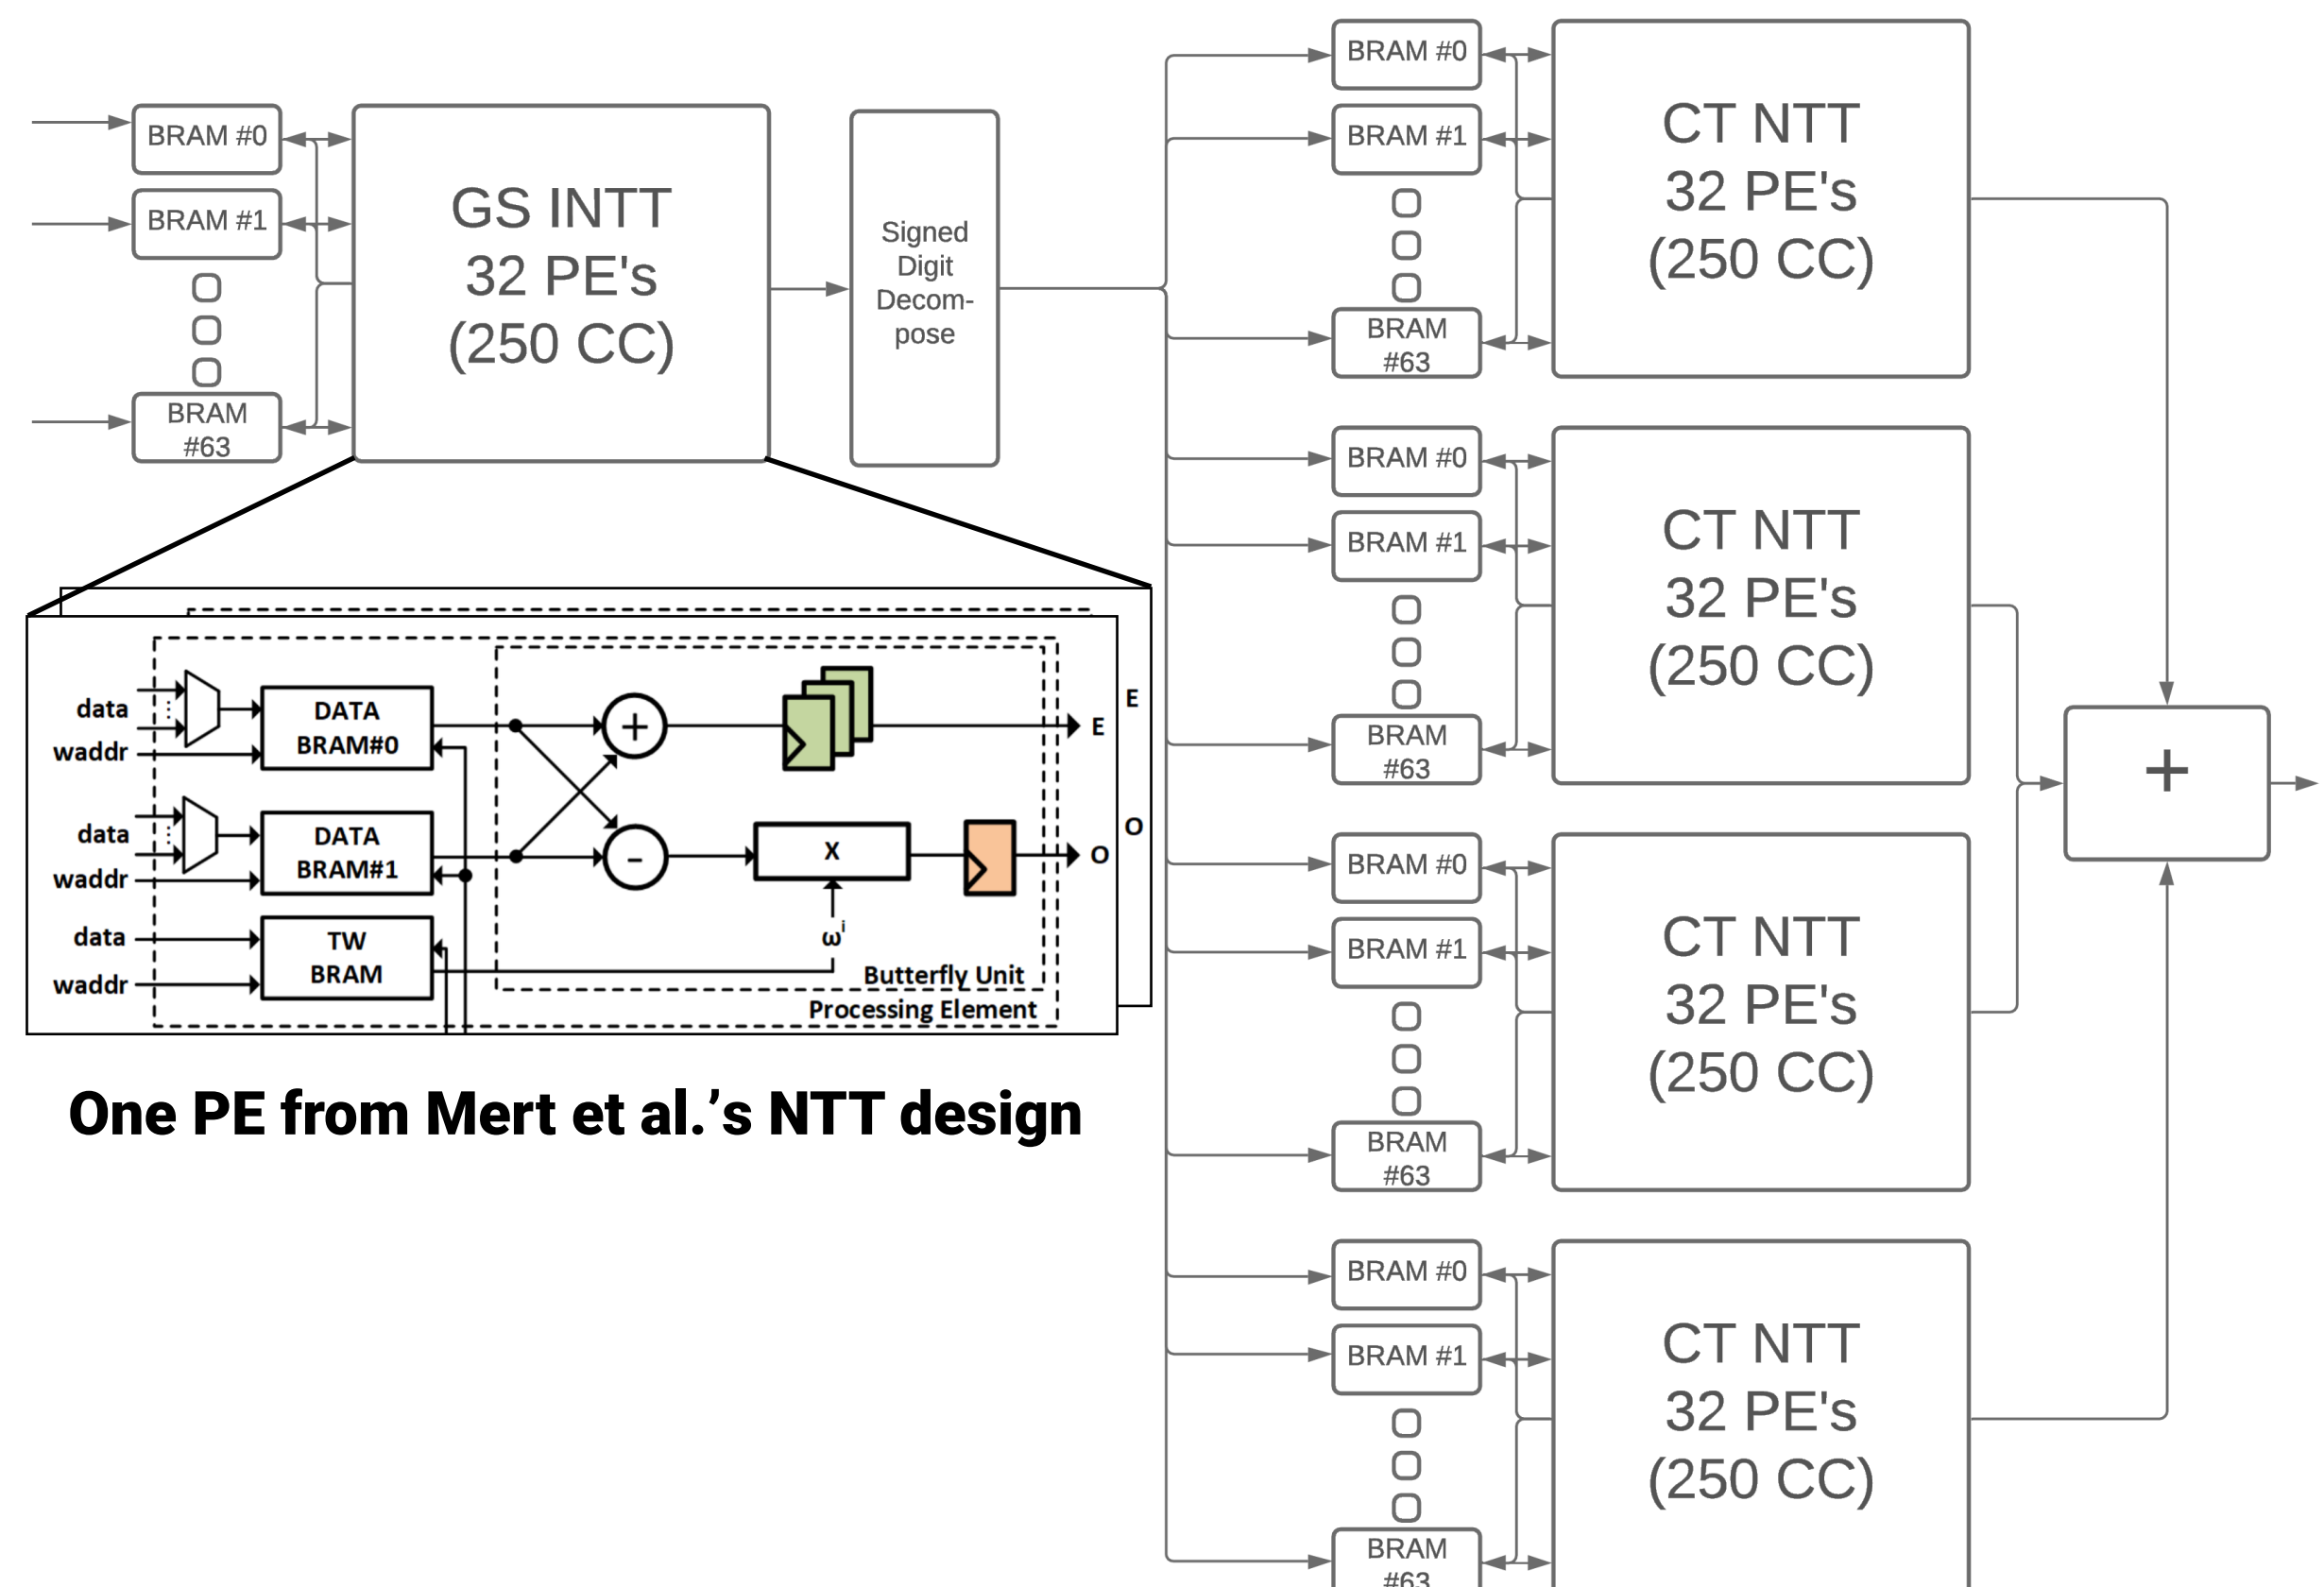 BRAM #0
BRAM #1
BRAM
#63
GS INTT
32 PE's
(250 CC)
Signed
Digit
Decom-
pose
BRAM #0
BRAM #1
BRAM
#63
CT NTT
32 PE's
(250 CC)
BRAM #0
BRAM #1
BRAM
#63
CT NTT
32 PE's
(250 CC)
BRAM #0
BRAM #1
BRAM
#63
CT NTT
32 PE's
(250 CC)
BRAM #0
BRAM #1
BRAM
#63
CT NTT
32 PE's
(250 CC)
+
data
waddr
DATA
BRAM#0
+
E
E
data
waddr
DATA
BRAM#1
-
X
O
O
data
waddr
TW
BRAM
ω^i
Butterfly Unit
Processing Element
One PE from Mert et al.’s NTT design